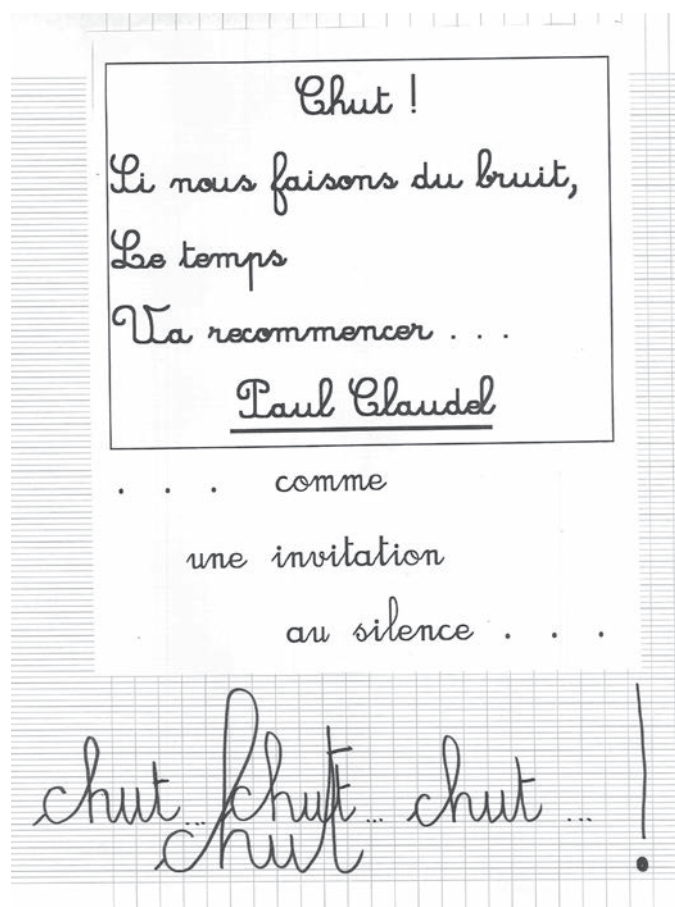 Chut !
Si nous faisons du bruit,
Le temps
Va recommencer . . .
Paul Claudel
. . . comme
une invitation
au silence . . .
chut... chut... chut ... !
chut